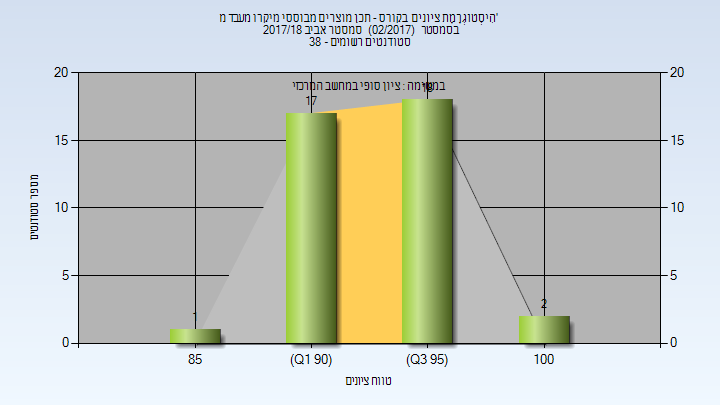 היסטוגרמת ציונים בקורס - תכן מוצרים מבוססי מיקרו מעבד מ'
בסמסטר (02/2017) סמסטר אביב 2017/18
סטודנטים רשומים - 38
במשימה : ציון סופי במחשב המרכזי
20 20
17 18
15 15
מספר סטודנטים
10 10
5 5
1 2
0 0
85 (Q1 90) (Q3 95) 100
טווח ציונים